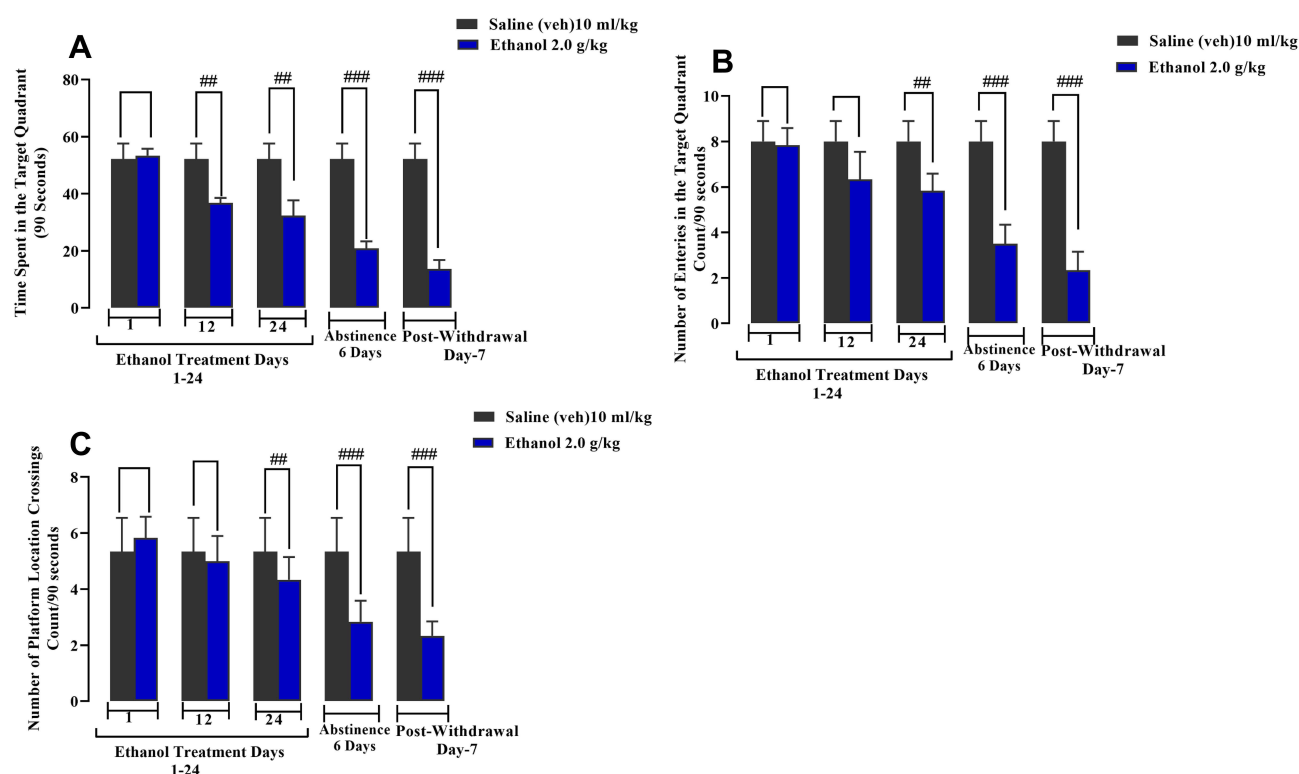 A
Saline (veh)10 ml/kg
Ethanol 2.0 g/kg
Time Spent in the Target Quadrant
(90 Seconds)
80
60
40
20
0
##
##
###
###
1
12
24
Abstinence
6 Days
Post-Withdrawal
Day-7
Ethanol Treatment Days
1-24
B
Saline (veh)10 ml/kg
Ethanol 2.0 g/kg
Number of Enteries in the Target Quadrant
Count/90 seconds
10
8
6
4
2
0
##
###
###
1
12
24
Abstinence
6 Days
Post-Withdrawal
Day-7
Ethanol Treatment Days
1-24
C
Saline (veh)10 ml/kg
Ethanol 2.0 g/kg
Number of Platform Location Crossings
Count/90 seconds
8
6
4
2
0
##
###
###
1
12
24
Abstinence
6 Days
Post-Withdrawal
Day-7
Ethanol Treatment Days
1-24